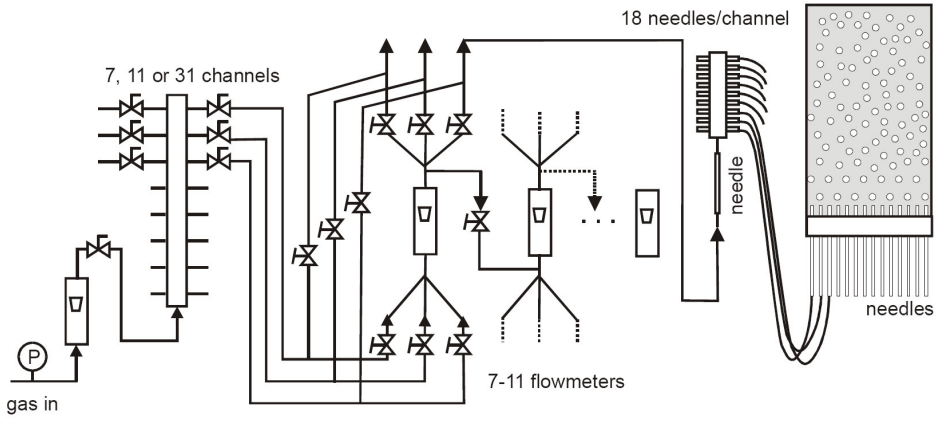 18 needles/channel
7, 11 or 31 channels
needle
needles
P
7-11 flowmeters
gas in